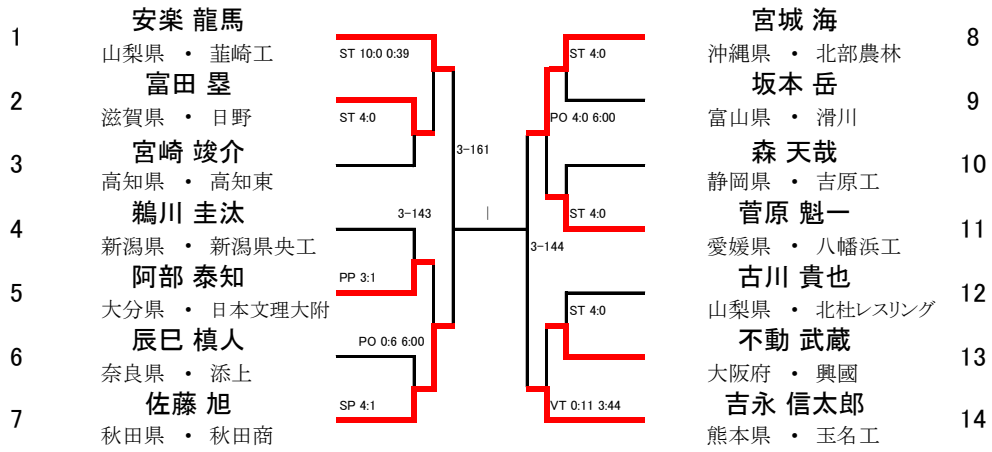 1
安楽 龍馬
山梨県 ・ 韮崎工
2
富田 塁
滋賀県 ・ 日野
3
宮崎 竣介
高知県 ・ 高知東
4
鵜川 圭汰
新潟県 ・ 新潟県央工
5
阿部 泰知
大分県 ・ 日本文理大附
6
辰巳 槙人
奈良県 ・ 添上
7
佐藤 旭
秋田県 ・ 秋田商
ST 10:0 0:39
ST 4:0
3-161
3-143
PP 3:1
PO 0:6 6:00
SP 4:1
ST 4:0
PO 4:0 6:00
ST 4:0
3-144
ST 4:0
VT 0:11 3:44
宮城 海
沖縄県 ・ 北部農林
8
坂本 岳
富山県 ・ 滑川
9
森 天哉
静岡県 ・ 吉原工
10
菅原 魁一
愛媛県 ・ 八幡浜工
11
古川 貴也
山梨県 ・ 北杜レスリング
12
不動 武蔵
大阪府 ・ 興國
13
吉永 信太郎
熊本県 ・ 玉名工
14